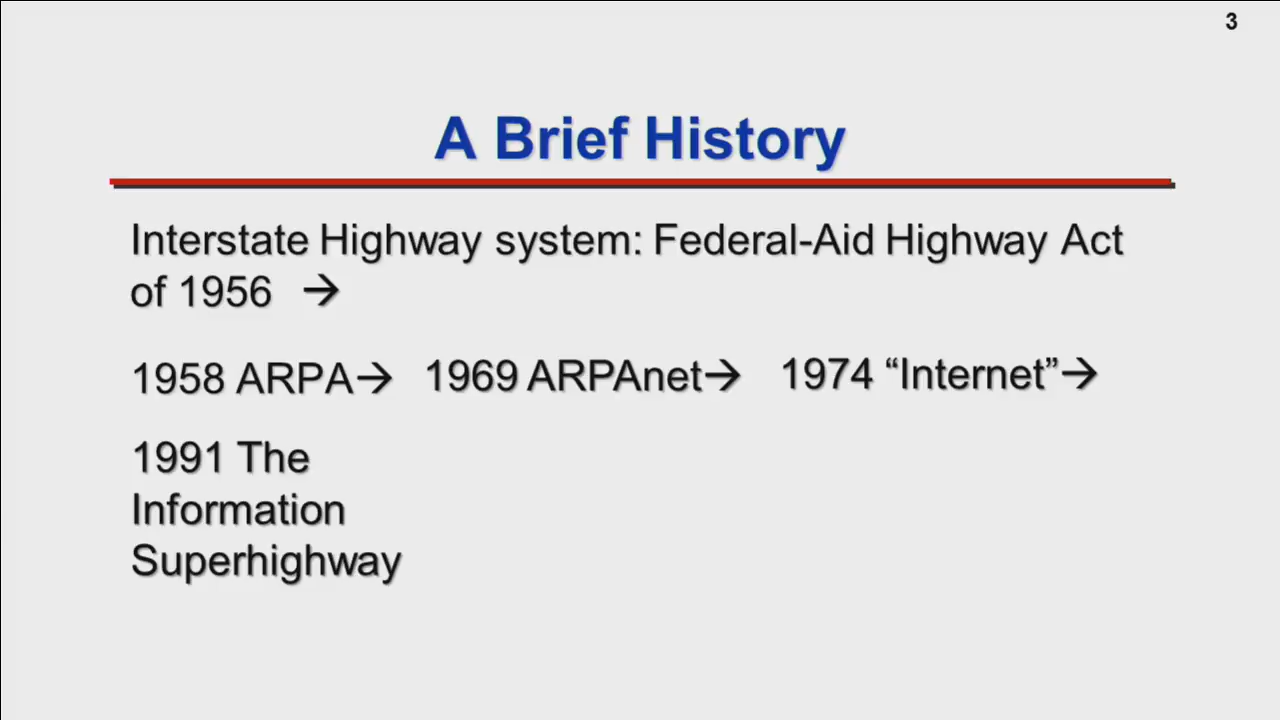 3
A Brief History
Interstate Highway system: Federal-Aid Highway Act
of 1956 →
1958 ARPA→ 1969 ARPAnet→ 1974 “Internet”→
1991 The
Information
Superhighway